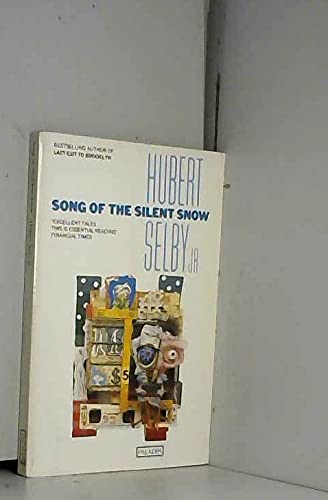 BESTSELLING AUTHOR OF
LAST EXIT TO BROOKLYN
HUBERT
SONG OF THE SILENT SNOW
SELBY JR
'EXCELLENT TALES
THIS IS ESSENTIAL READING'
FINANCIAL TIMES
$5
PALADIN